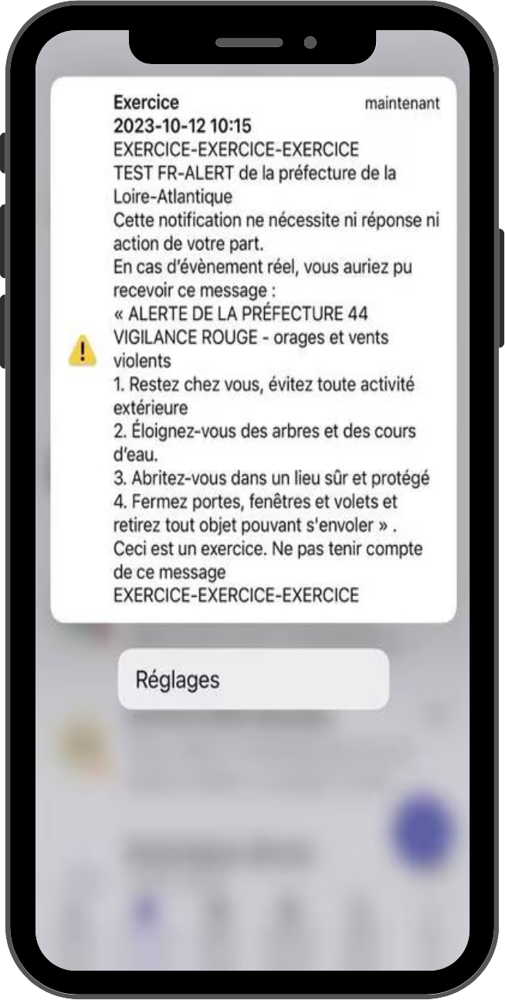 Exercice maintenant
2023-10-12 10:15
EXERCICE-EXERCICE-EXERCICE
TEST FR-ALERT de la préfecture de la
Loire-Atlantique
Cette notification ne nécessite ni réponse ni
action de votre part.
En cas d'évènement réel, vous auriez pu
recevoir ce message :
« ALERTE DE LA PRÉFECTURE 44
VIGILANCE ROUGE - orages et vents
violents
1. Restez chez vous, évitez toute activité
extérieure
2. Éloignez-vous des arbres et des cours
d'eau.
3. Abritez-vous dans un lieu sûr et protégé
4. Fermez portes, fenêtres et volets et
retirez tout objet pouvant s'envoler » .
Ceci est un exercice. Ne pas tenir compte
de ce message
EXERCICE-EXERCICE-EXERCICE
Réglages